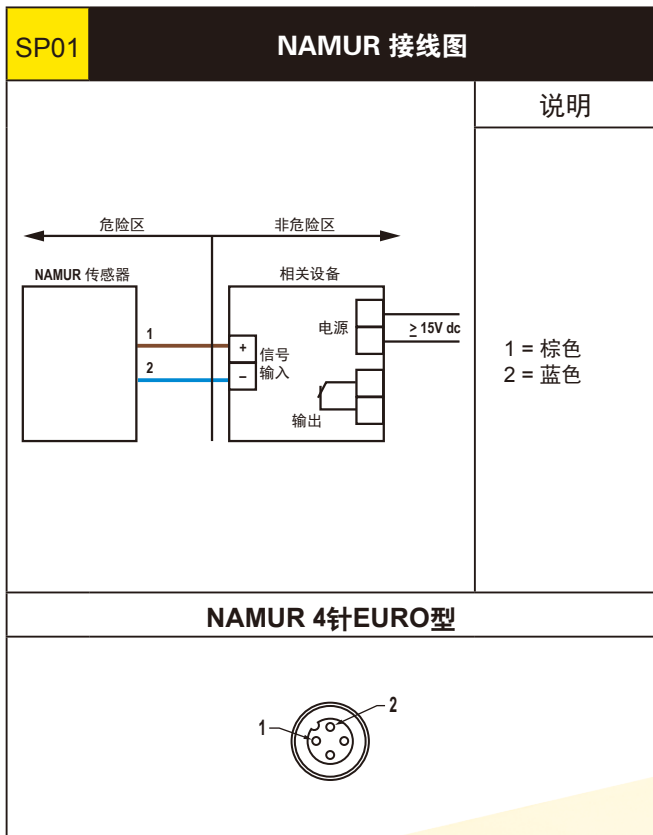 SP01
NAMUR 接线图
说明
危险区
非危险区
NAMUR 传感器
相关设备
1
2
+
−
信号
输入
电源
≥ 15V dc
输出
1 = 棕色
2 = 蓝色
NAMUR 4针EURO型
1
2